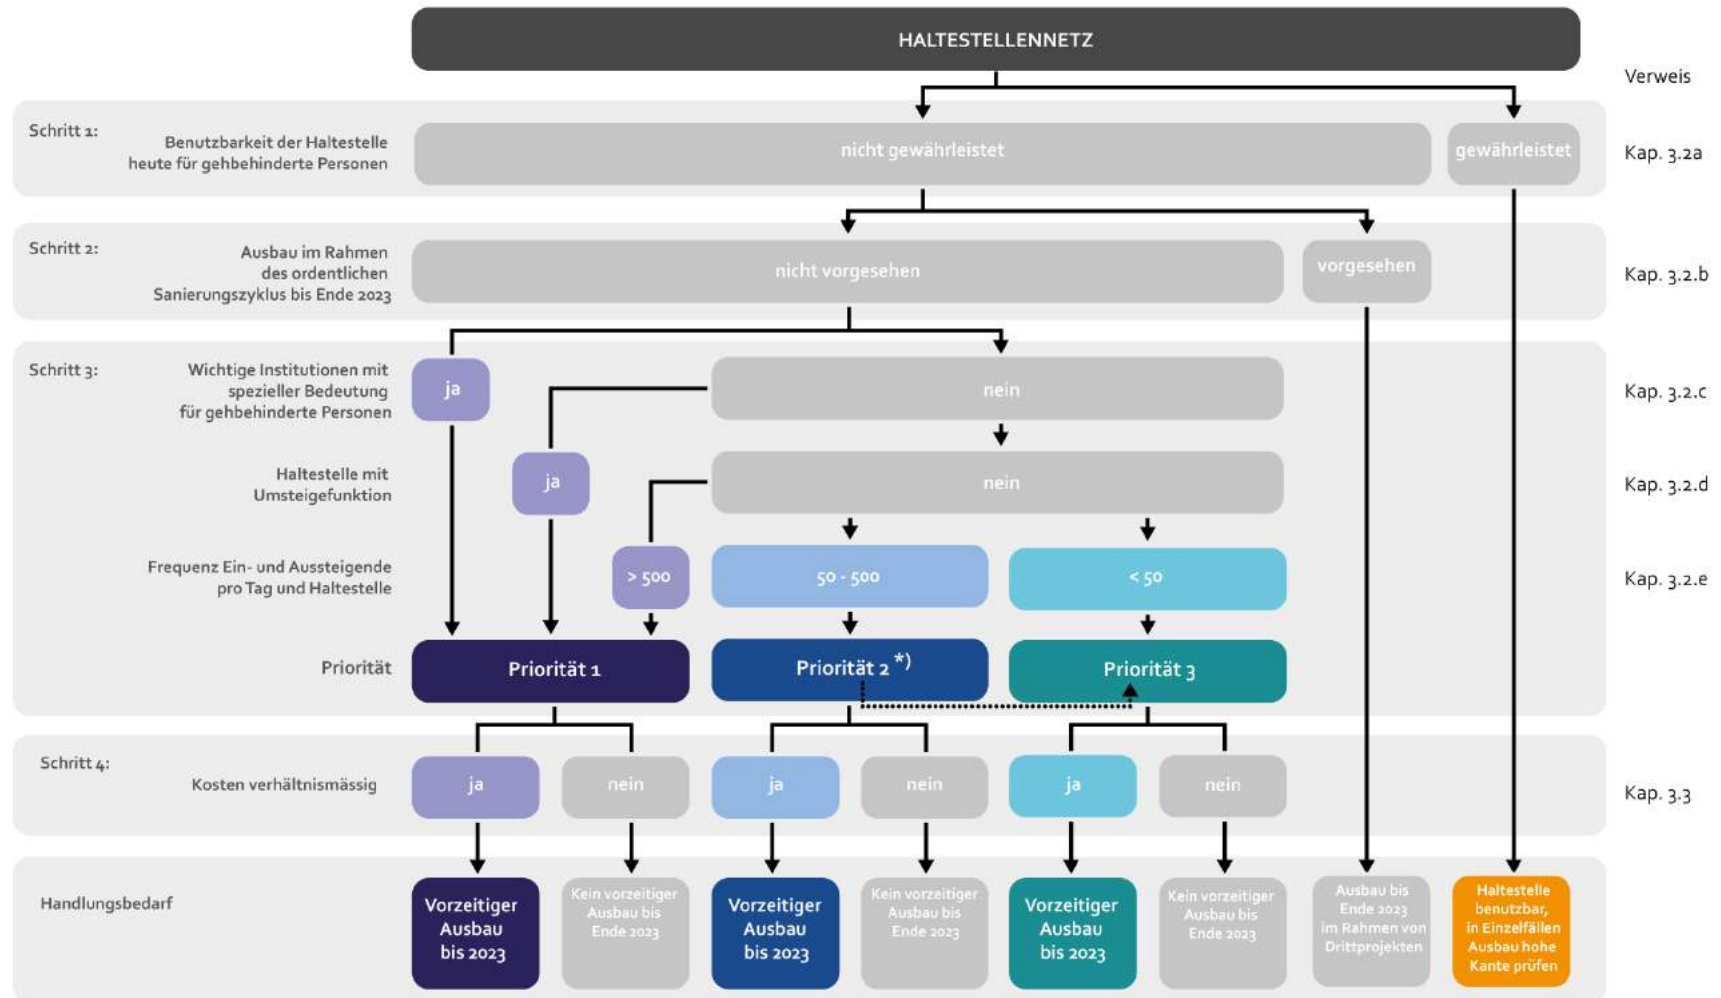 HALTESTELLENNETZ
Verweis
Schritt 1:
Benutzbarkeit der Haltestelle
heute für gehbehinderte Personen
nicht gewährleistet
gewährleistet
Kap. 3.2a
Schritt 2:
Ausbau im Rahmen
des ordentlichen
Sanierungszyklus bis Ende 2023
nicht vorgesehen
vorgesehen
Kap. 3.2.b
Schritt 3:
Wichtige Institutionen mit
spezieller Bedeutung
für gehbehinderte Personen
ja
nein
Kap. 3.2.c
Haltestelle mit
Umsteigefunktion
ja
nein
Kap. 3.2.d
Frequenz Ein- und Aussteigende
pro Tag und Haltestelle
> 500
50 - 500
< 50
Kap. 3.2.e
Priorität
Priorität 1
Priorität 2 *)
Priorität 3
Schritt 4:
Kosten verhältnismässig
ja
nein
ja
nein
ja
nein
Kap. 3.3
Handlungsbedarf
Vorzeitiger
Ausbau
bis 2023
Kein vorzeitiger
Ausbau bis
Ende 2023
Vorzeitiger
Ausbau
bis 2023
Kein vorzeitiger
Ausbau bis
Ende 2023
Vorzeitiger
Ausbau
bis 2023
Kein vorzeitiger
Ausbau bis
Ende 2023
Ausbau bis
Ende 2023
im Rahmen von
Drittprojekten
Haltestelle
benutzbar,
in Einzelfällen
Ausbau hohe
Kante prüfen